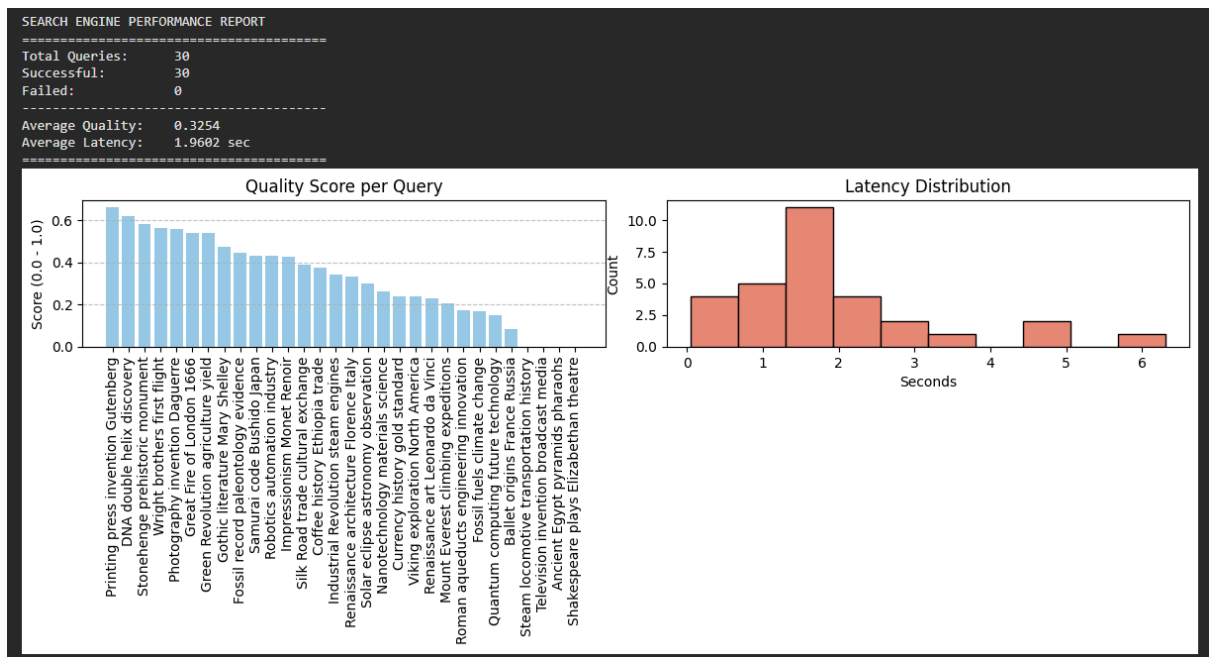 SEARCH ENGINE PERFORMANCE REPORT
========================================
Total Queries:      30
Successful:         30
Failed:             0
----------------------------------------
Average Quality:    0.3254
Average Latency:    1.9602 sec
========================================
Quality Score per Query
Score (0.0 - 1.0)
0.6
0.4
0.2
0.0
Printing press invention Gutenberg
DNA double helix discovery
Stonehenge prehistoric monument
Wright brothers first flight
Photography invention Daguerre
Great Fire of London 1666
Green Revolution agriculture yield
Gothic literature Mary Shelley
Fossil record paleontology evidence
Samurai code Bushido Japan
Robotics automation industry
Impressionism Monet Renoir
Silk Road trade cultural exchange
Coffee history Ethiopia trade
Industrial Revolution steam engines
Renaissance architecture Florence Italy
Solar eclipse astronomy observation
Nanotechnology materials science
Currency history gold standard
Viking exploration North America
Renaissance art Leonardo da Vinci
Mount Everest climbing expeditions
Roman aqueducts engineering innovation
Fossil fuels climate change
Quantum computing future technology
Ballet origins France Russia
Steam locomotive transportation history
Television invention broadcast media
Ancient Egypt pyramids pharaohs
Shakespeare plays Elizabethan theatre
Latency Distribution
Count
10.0
7.5
5.0
2.5
0.0
0 1 2 3 4 5 6
Seconds